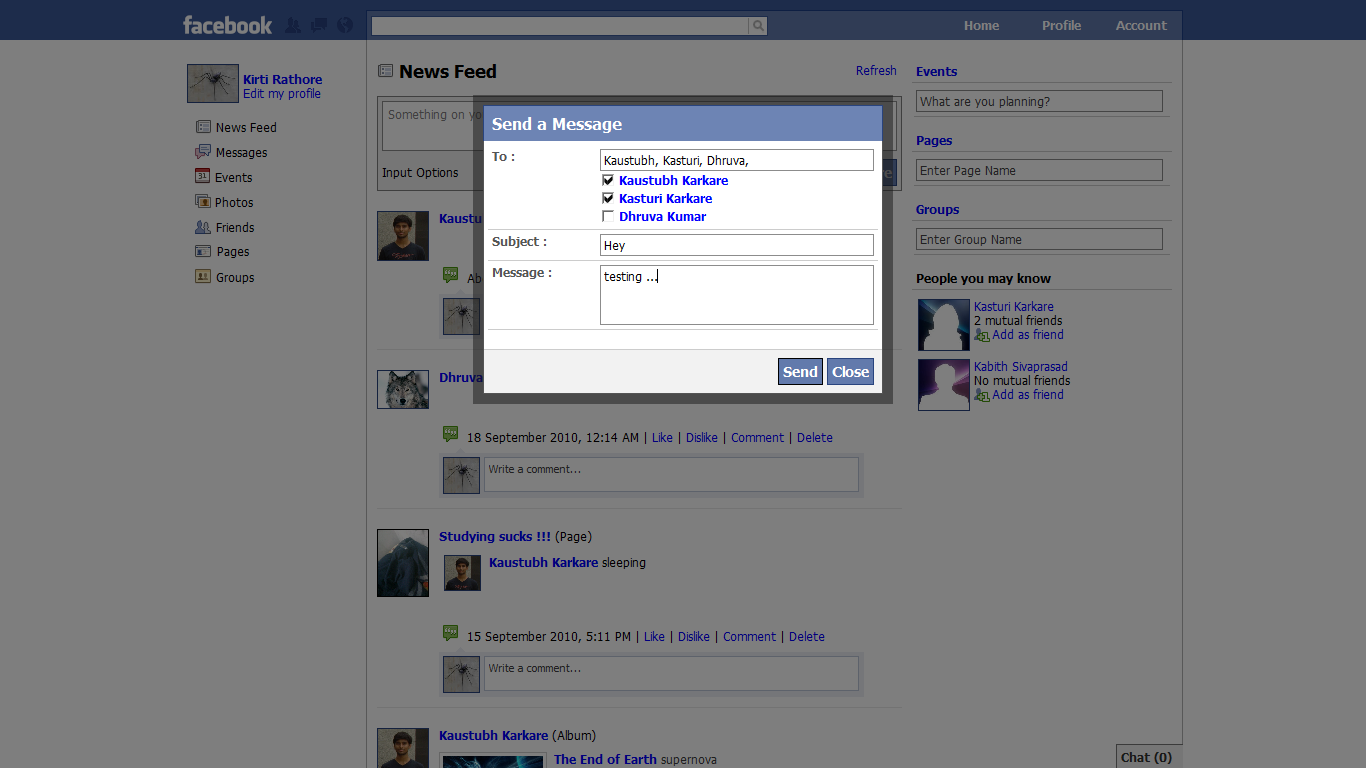 facebook
Home Profile Account
Kirti Rathore
Edit my profile
News Feed
Messages
31
Events
Photos
Friends
Pages
Groups
News Feed
Refresh
Something on yo
Input Options
Send a Message
To :
Kaustubh, Kasturi, Dhruva,
Kaustubh Karkare
Kasturi Karkare
Dhruva Kumar
Subject :
Hey
Message :
testing ...
Send Close
Kaustu
Ab
Dhruva
18 September 2010, 12:14 AM | Like | Dislike | Comment | Delete
Write a comment...
Studying sucks !!! (Page)
Kaustubh Karkare sleeping
15 September 2010, 5:11 PM | Like | Dislike | Comment | Delete
Write a comment...
Kaustubh Karkare (Album)
The End of Earth supernova
Events
What are you planning?
Pages
Enter Page Name
Groups
Enter Group Name
People you may know
Kasturi Karkare
2 mutual friends
Add as friend
Kabith Sivaprasad
No mutual friends
Add as friend
Chat (0)